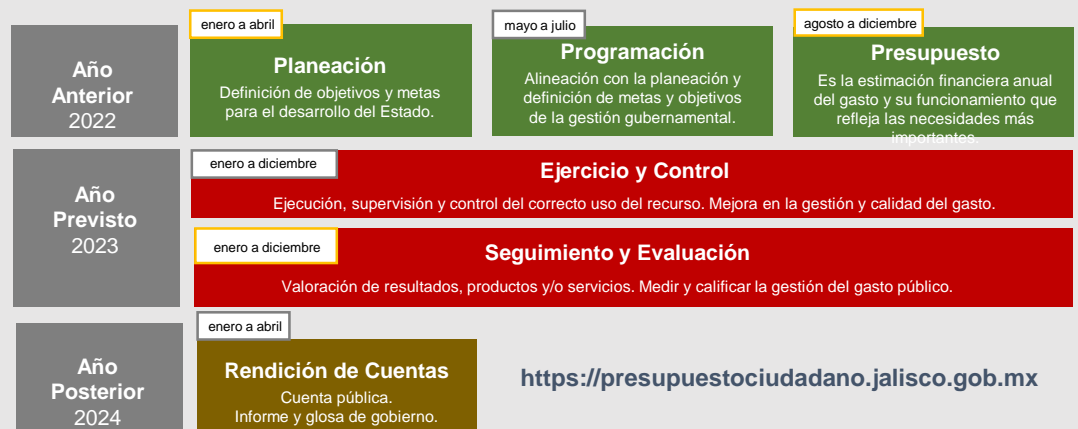 Año
Anterior
2022
enero a abril
Planeación
Definición de objetivos y metas
para el desarrollo del Estado.
mayo a julio
Programación
Alineación con la planeación y
definición de metas y objetivos
de la gestión gubernamental.
agosto a diciembre
Presupuesto
Es la estimación financiera anual
del gasto y su funcionamiento que
refleja las necesidades más
importantes.
Año
Previsto
2023
enero a diciembre
Ejercicio y Control
Ejecución, supervisión y control del correcto uso del recurso. Mejora en la gestión y calidad del gasto.
enero a diciembre
Seguimiento y Evaluación
Valoración de resultados, productos y/o servicios. Medir y calificar la gestión del gasto público.
Año
Posterior
2024
enero a abril
Rendición de Cuentas
Cuenta pública.
Informe y glosa de gobierno.
https://presupuestociudadano.jalisco.gob.mx